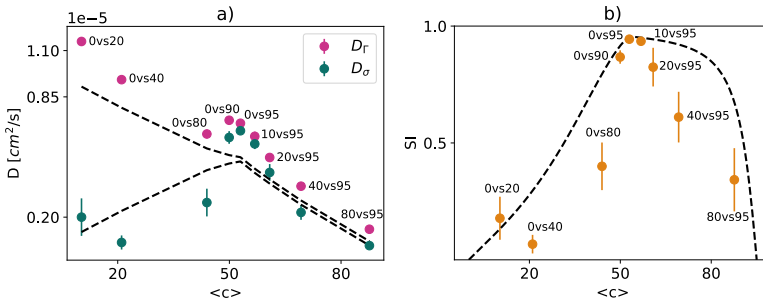 a)
1e−5
D [cm²/s]
1.10
0.85
0.20
0vs20
0vs40
0vs80
0vs90
0vs95
10vs95
20vs95
40vs95
80vs95
D_Γ
D_σ
20
50
80
<c>
b)
SI
1.0
0.5
0vs95
10vs95
0vs90
20vs95
0vs80
40vs95
0vs20
0vs40
80vs95
20
50
80
<c>